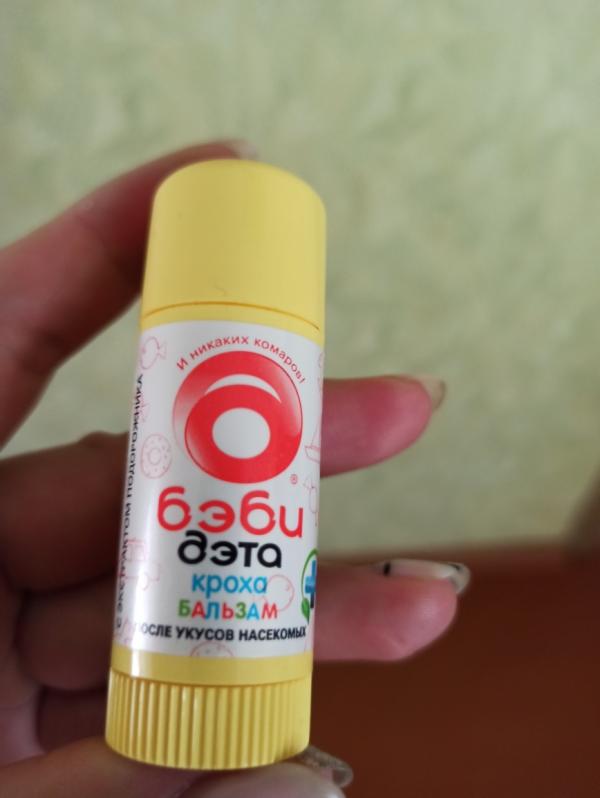 И никаких комаров!
®
бэби
дэта
кроха
БАЛЬЗАМ
ПОСЛЕ УКУСОВ НАСЕКОМЫХ
С ЭКСТРАКТОМ ПОДОРОЖНИКА